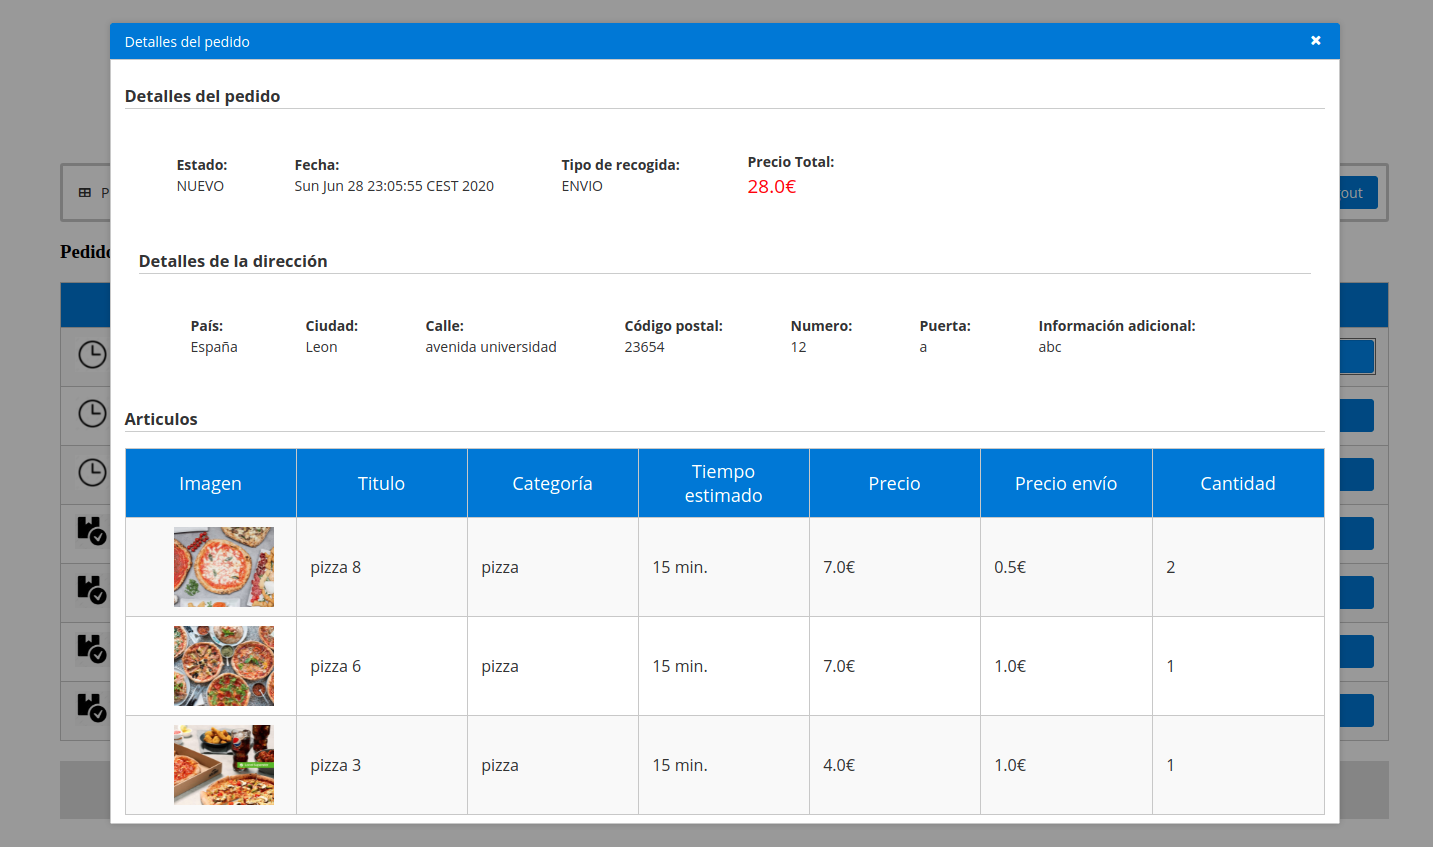 Detalles del pedido
Detalles del pedido
Estado: Fecha: Tipo de recogida: Precio Total:
NUEVO Sun Jun 28 23:05:55 CEST 2020 ENVIO 28.0€
P out
Pedido
Detalles de la dirección
País: Ciudad: Calle: Código postal: Numero: Puerta: Información adicional:
España Leon avenida universidad 23654 12 a abc
Articulos
Imagen Titulo Categoría Tiempo estimado Precio Precio envío Cantidad
pizza 8 pizza 15 min. 7.0€ 0.5€ 2
pizza 6 pizza 15 min. 7.0€ 1.0€ 1
pizza 3 pizza 15 min. 4.0€ 1.0€ 1